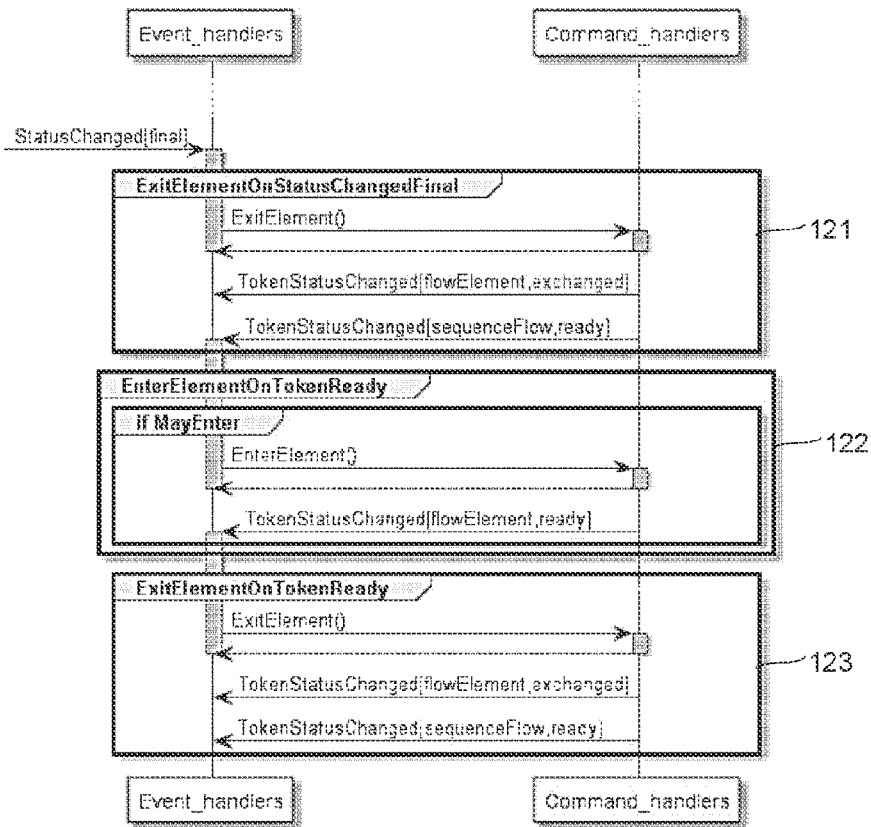 Event_handlers Command_handlers
StatusChanged[final]
ExitElementOnStatusChangedFinal
ExitElement()
121
TokenStatusChanged[flowElement,exchanged]
TokenStatusChanged[sequenceFlow,ready]
EnterElementOnTokenReady
if MayEnter
EnterElement()
122
TokenStatusChanged[flowElement,ready]
ExitElementOnTokenReady
ExitElement()
123
TokenStatusChanged[flowElement,exchanged]
TokenStatusChanged[sequenceFlow,ready]
Event_handlers Command_handlers